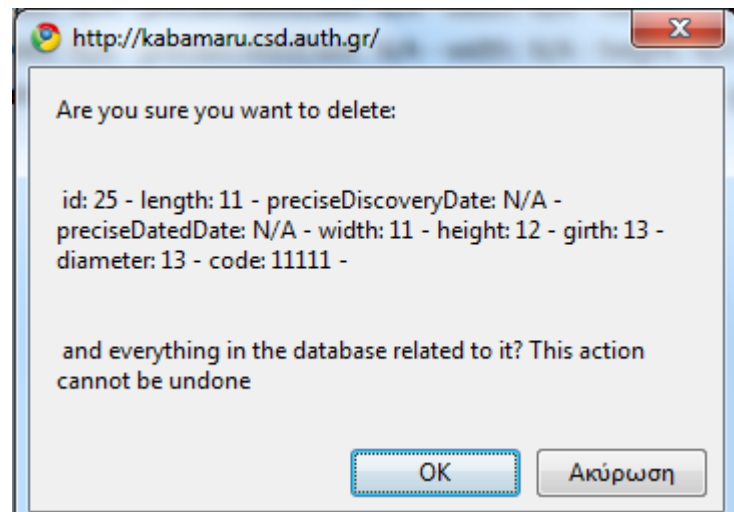 http://kabamaru.csd.auth.gr/
Are you sure you want to delete:
id: 25 - length: 11 - preciseDiscoveryDate: N/A -
preciseDatedDate: N/A - width: 11 - height: 12 - girth: 13 -
diameter: 13 - code: 11111 -
and everything in the database related to it? This action
cannot be undone
OK
Ακύρωση